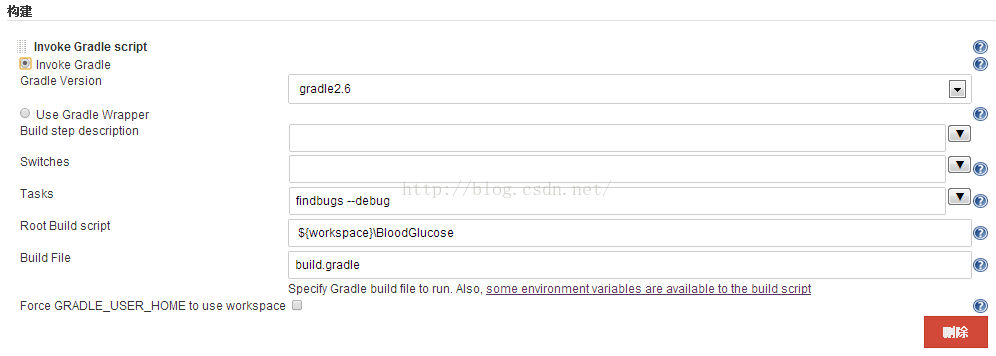 构建
Invoke Gradle script
Invoke Gradle
Gradle Version
gradle2.6
Use Gradle Wrapper
Build step description
Switches
http://blog.csdn.net/
Tasks
findbugs --debug
Root Build script
${workspace}\BloodGlucose
Build File
build.gradle
Specify Gradle build file to run. Also, some environment variables are available to the build script
Force GRADLE_USER_HOME to use workspace
删除